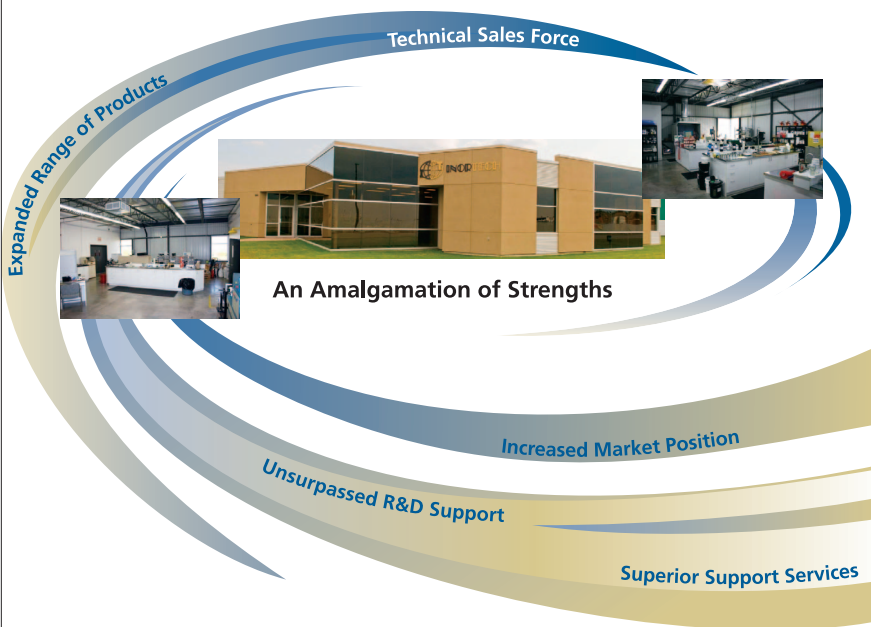 Technical Sales Force
Expanded Range of Products
An Amalgamation of Strengths
Increased Market Position
Unsurpassed R&D Support
Superior Support Services